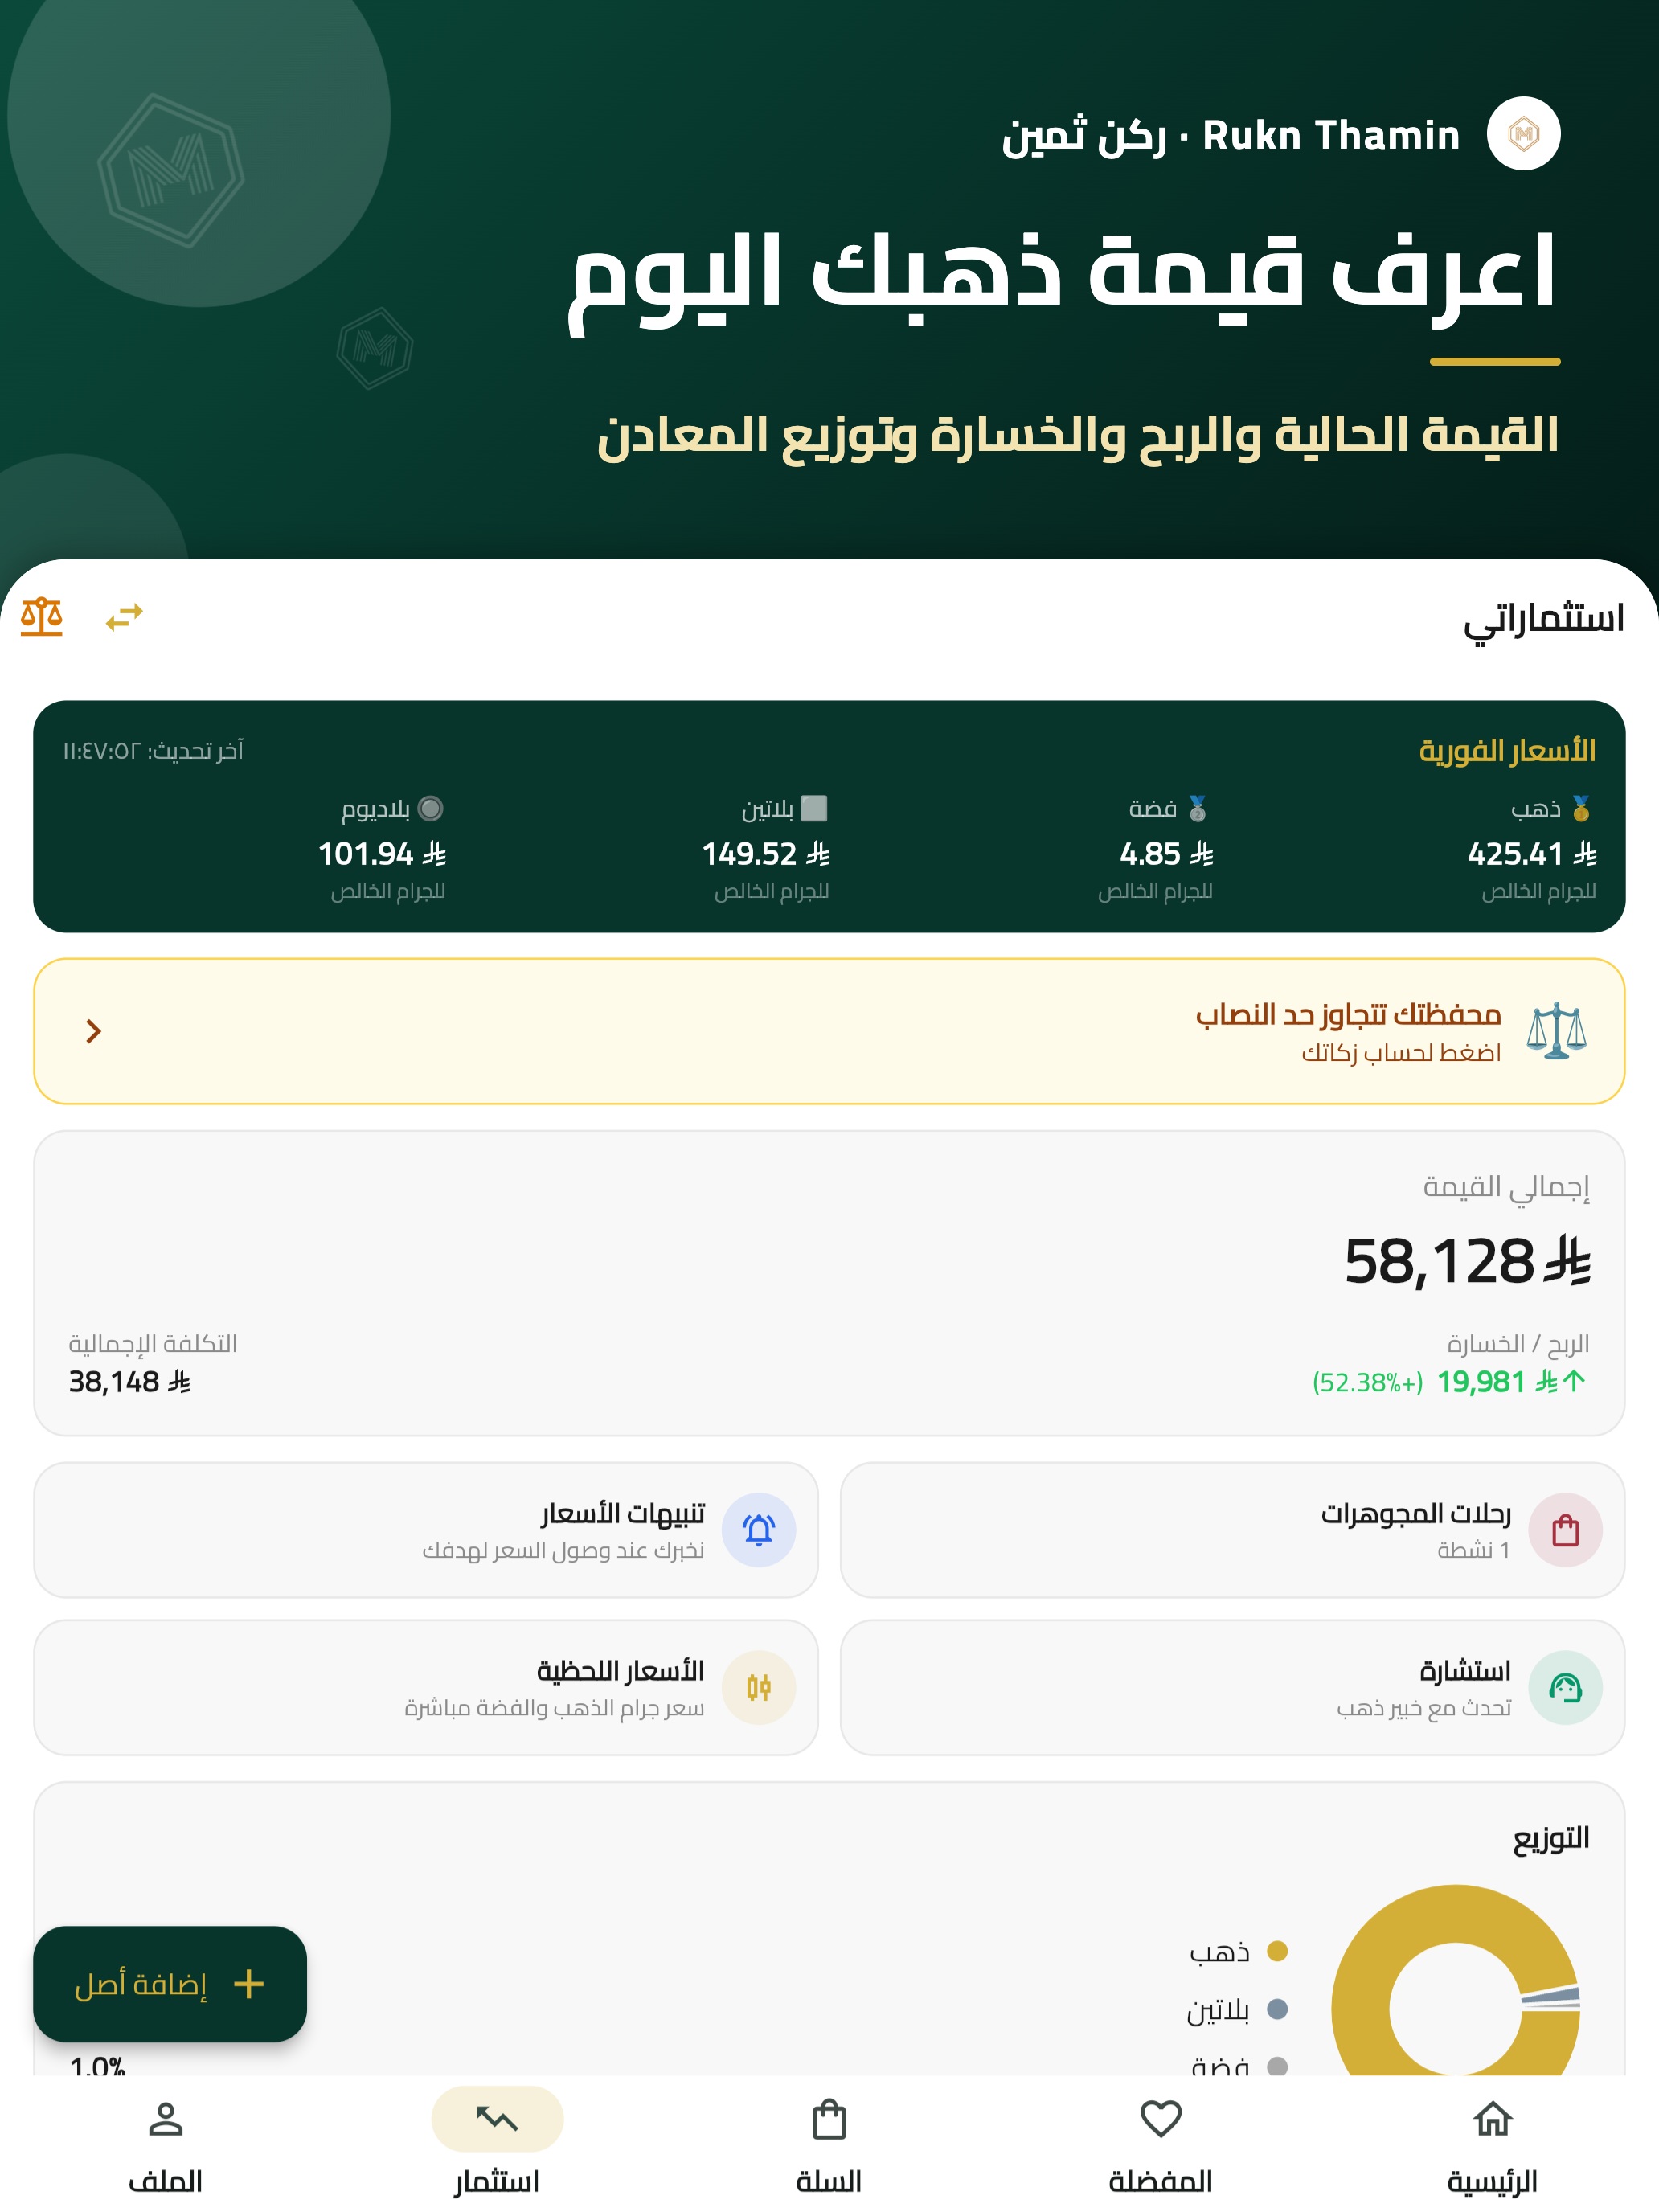 Rukn Thamin · ركن ثمين
اعرف قيمة ذهبك اليوم
القيمة الحالية والربح والخسارة وتوزيع المعادن
استثماراتي
الأسعار الفورية
آخر تحديث: ١١:٤٧:٥٢
ذهب
425.41
للجرام الخالص
فضة
4.85
للجرام الخالص
بلاتين
149.52
للجرام الخالص
بلاديوم
101.94
للجرام الخالص
محفظتك تتجاوز حد النصاب
اضغط لحساب زكاتك
إجمالي القيمة
58,128
الربح / الخسارة
19,981 (+52.38%)
التكلفة الإجمالية
38,148
رحلات المجوهرات
1 نشطة
تنبيهات الأسعار
نخبرك عند وصول السعر لهدفك
استشارة
تحدث مع خبير ذهب
الأسعار اللحظية
سعر جرام الذهب والفضة مباشرة
التوزيع
ذهب
بلاتين
فضة
1.0%
إضافة أصل
الرئيسية
المفضلة
السلة
استثمار
الملف